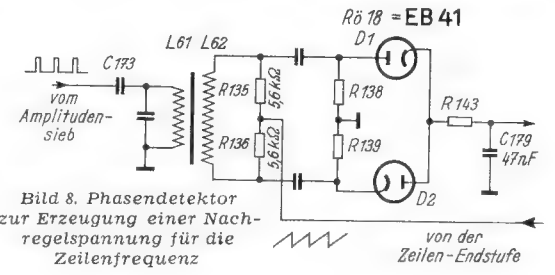 Rö 18 = EB 41
L61 L62
D1
C173
R135
5,6kΩ
R138
vom
Amplituden-
sieb
R136
5,6kΩ
R139
R143
C179
47nF
D2
Bild 8. Phasendetektor
zur Erzeugung einer Nach-
regelspannung für die
Zeilenfrequenz
von der
Zeilen-Endstufe